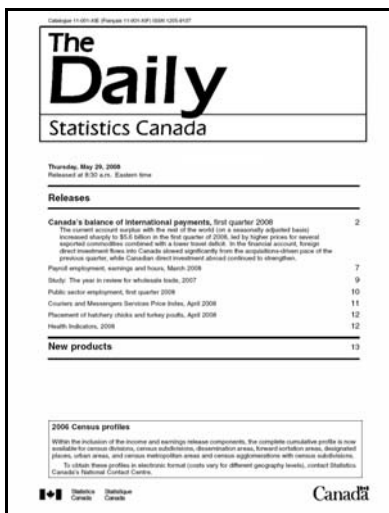 Catalogue 11-001-XIE (Français 11-001-XIF) ISSN 1205-9137
The
Daily
Statistics Canada
Thursday, May 29, 2008
Released at 8:30 a.m. Eastern time
Releases
Canada's balance of international payments, first quarter 2008 2
The current account surplus with the rest of the world (on a seasonally adjusted basis)
increased sharply to $5.6 billion in the first quarter of 2008, led by higher prices for several
exported commodities combined with a lower travel deficit. In the financial account, foreign
direct investment flows into Canada slowed significantly from the acquisitions-driven pace of the
previous quarter, while Canadian direct investment abroad continued to strengthen.
Payroll employment, earnings and hours, March 2008 7
Study: The year in review for wholesale trade, 2007 9
Public sector employment, first quarter 2008 10
Couriers and Messengers Services Price Index, April 2008 11
Placement of hatchery chicks and turkey poults, April 2008 12
Health Indicators, 2008 12
New products 13
2006 Census profiles
Within the inclusion of the income and earnings release components, the complete cumulative profile is now
available for census divisions, census subdivisions, dissemination areas, forward sortation areas, designated
places, urban areas, and census metropolitan areas and census agglomerations with census subdivisions.
To obtain these profiles in electronic format (costs vary for different geography levels), contact Statistics
Canada's National Contact Centre.
Statistics Canada
Statistique Canada
Canada